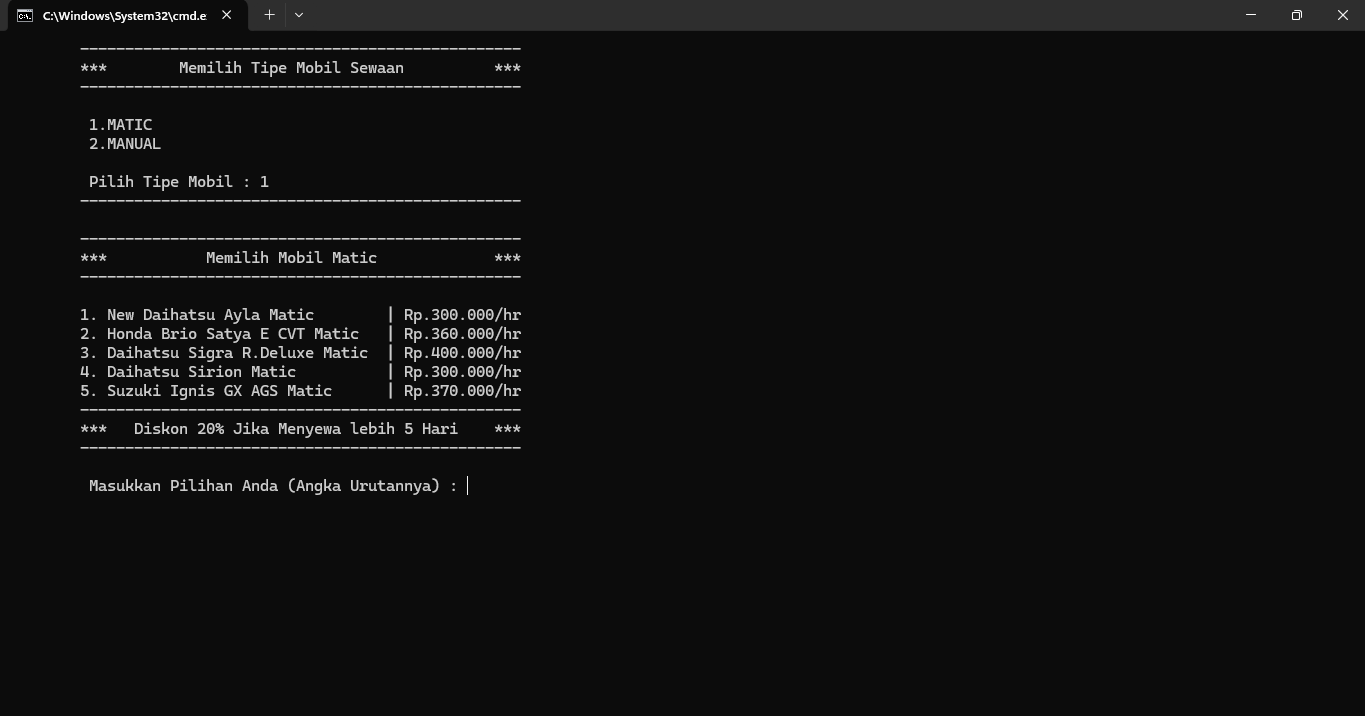 C:\Windows\System32\cmd.e
-------------------------------------------------
***        Memilih Tipe Mobil Sewaan          ***
-------------------------------------------------
1.MATIC
2.MANUAL
Pilih Tipe Mobil : 1
-------------------------------------------------
-------------------------------------------------
***           Memilih Mobil Matic             ***
-------------------------------------------------
1. New Daihatsu Ayla Matic        | Rp.300.000/hr
2. Honda Brio Satya E CVT Matic   | Rp.360.000/hr
3. Daihatsu Sigra R.Deluxe Matic  | Rp.400.000/hr
4. Daihatsu Sirion Matic          | Rp.300.000/hr
5. Suzuki Ignis GX AGS Matic      | Rp.370.000/hr
-------------------------------------------------
***   Diskon 20% Jika Menyewa lebih 5 Hari    ***
-------------------------------------------------
Masukkan Pilihan Anda (Angka Urutannya) :